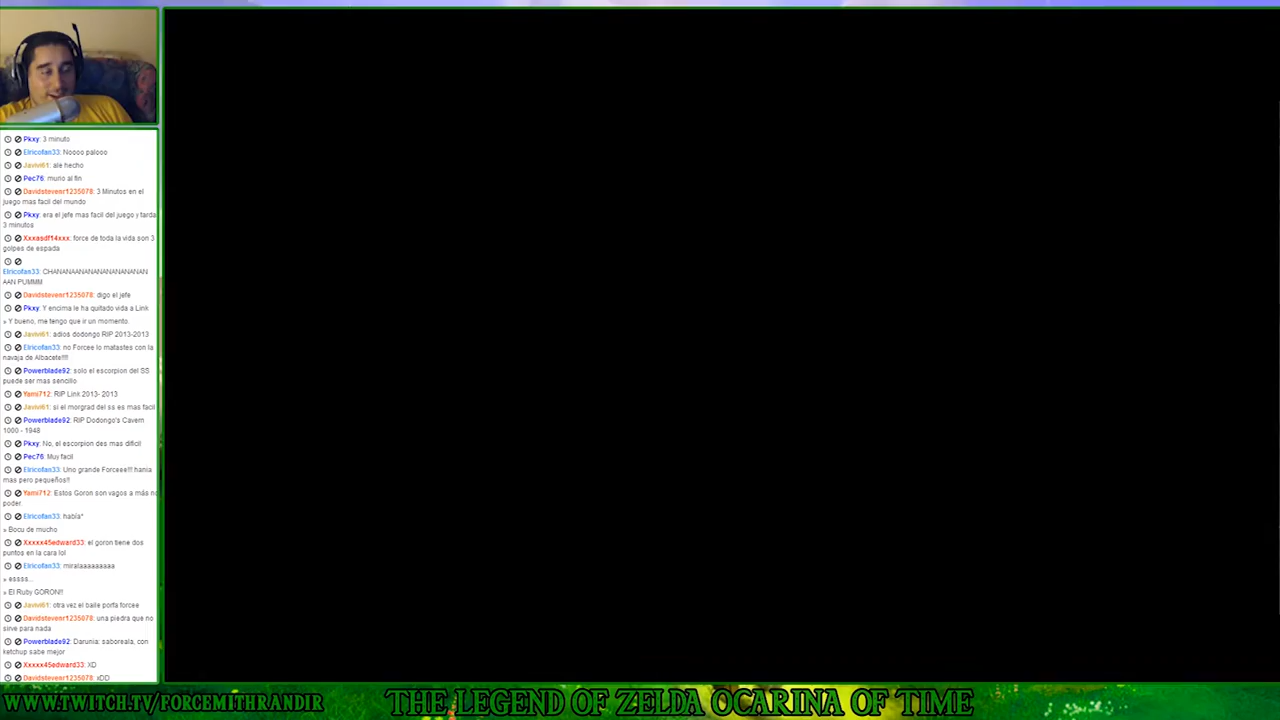 Pkxy: 3 minuto
Elricofan33: Noooo palooo
Javivi61: ale hecho
Pec76: murio al fin
Davidstevenr1235078: 3 Minutos en el
juego mas facil del mundo
Pkxy: era el jefe mas facil del juego y tarda
3 minutos
Xxxasdf14xxx: force de toda la vida son 3
golpes de espada
Elricofan33: CHANANAANANANANANANAN
AAN PUMMM
Davidstevenr1235078: digo el jefe
Pkxy: Y encima le ha quitado vida a Link
» Y bueno, me tengo que ir un momento.
Javivi61: adios dodongo RIP 2013-2013
Elricofan33: no Forcee lo matastes con la
navaja de Albacete!!!!
Powerblade92: solo el escorpion del SS
puede ser mas sencillo
Yami712: RIP Link 2013- 2013
Javivi61: si el morgrad del ss es mas facil
Powerblade92: RIP Dodongo's Cavern
1000 - 1948
Pkxy: No, el escorpion des mas dificil
Pec76: Muy facil
Elricofan33: Uno grande Forceee!!! hania
mas pero pequeños!!
Yami712: Estos Goron son vagos a más no
poder.
Elricofan33: había*
» Bocu de mucho
Xxxxx45edward33: el goron tiene dos
puntos en la cara lol
Elricofan33: miralaaaaaaaaa
» essss...
» El Ruby GORON!!
Javivi61: otra vez el baile porfa forcee
Davidstevenr1235078: una piedra que no
sirve para nada
Powerblade92: Darunia: saboreala, con
ketchup sabe mejor
Xxxxx45edward33: XD
Davidstevenr1235078: xDD
WWW.TWITCH.TV/FORCEMITHRANDIR
THE LEGEND OF ZELDA OCARINA OF TIME